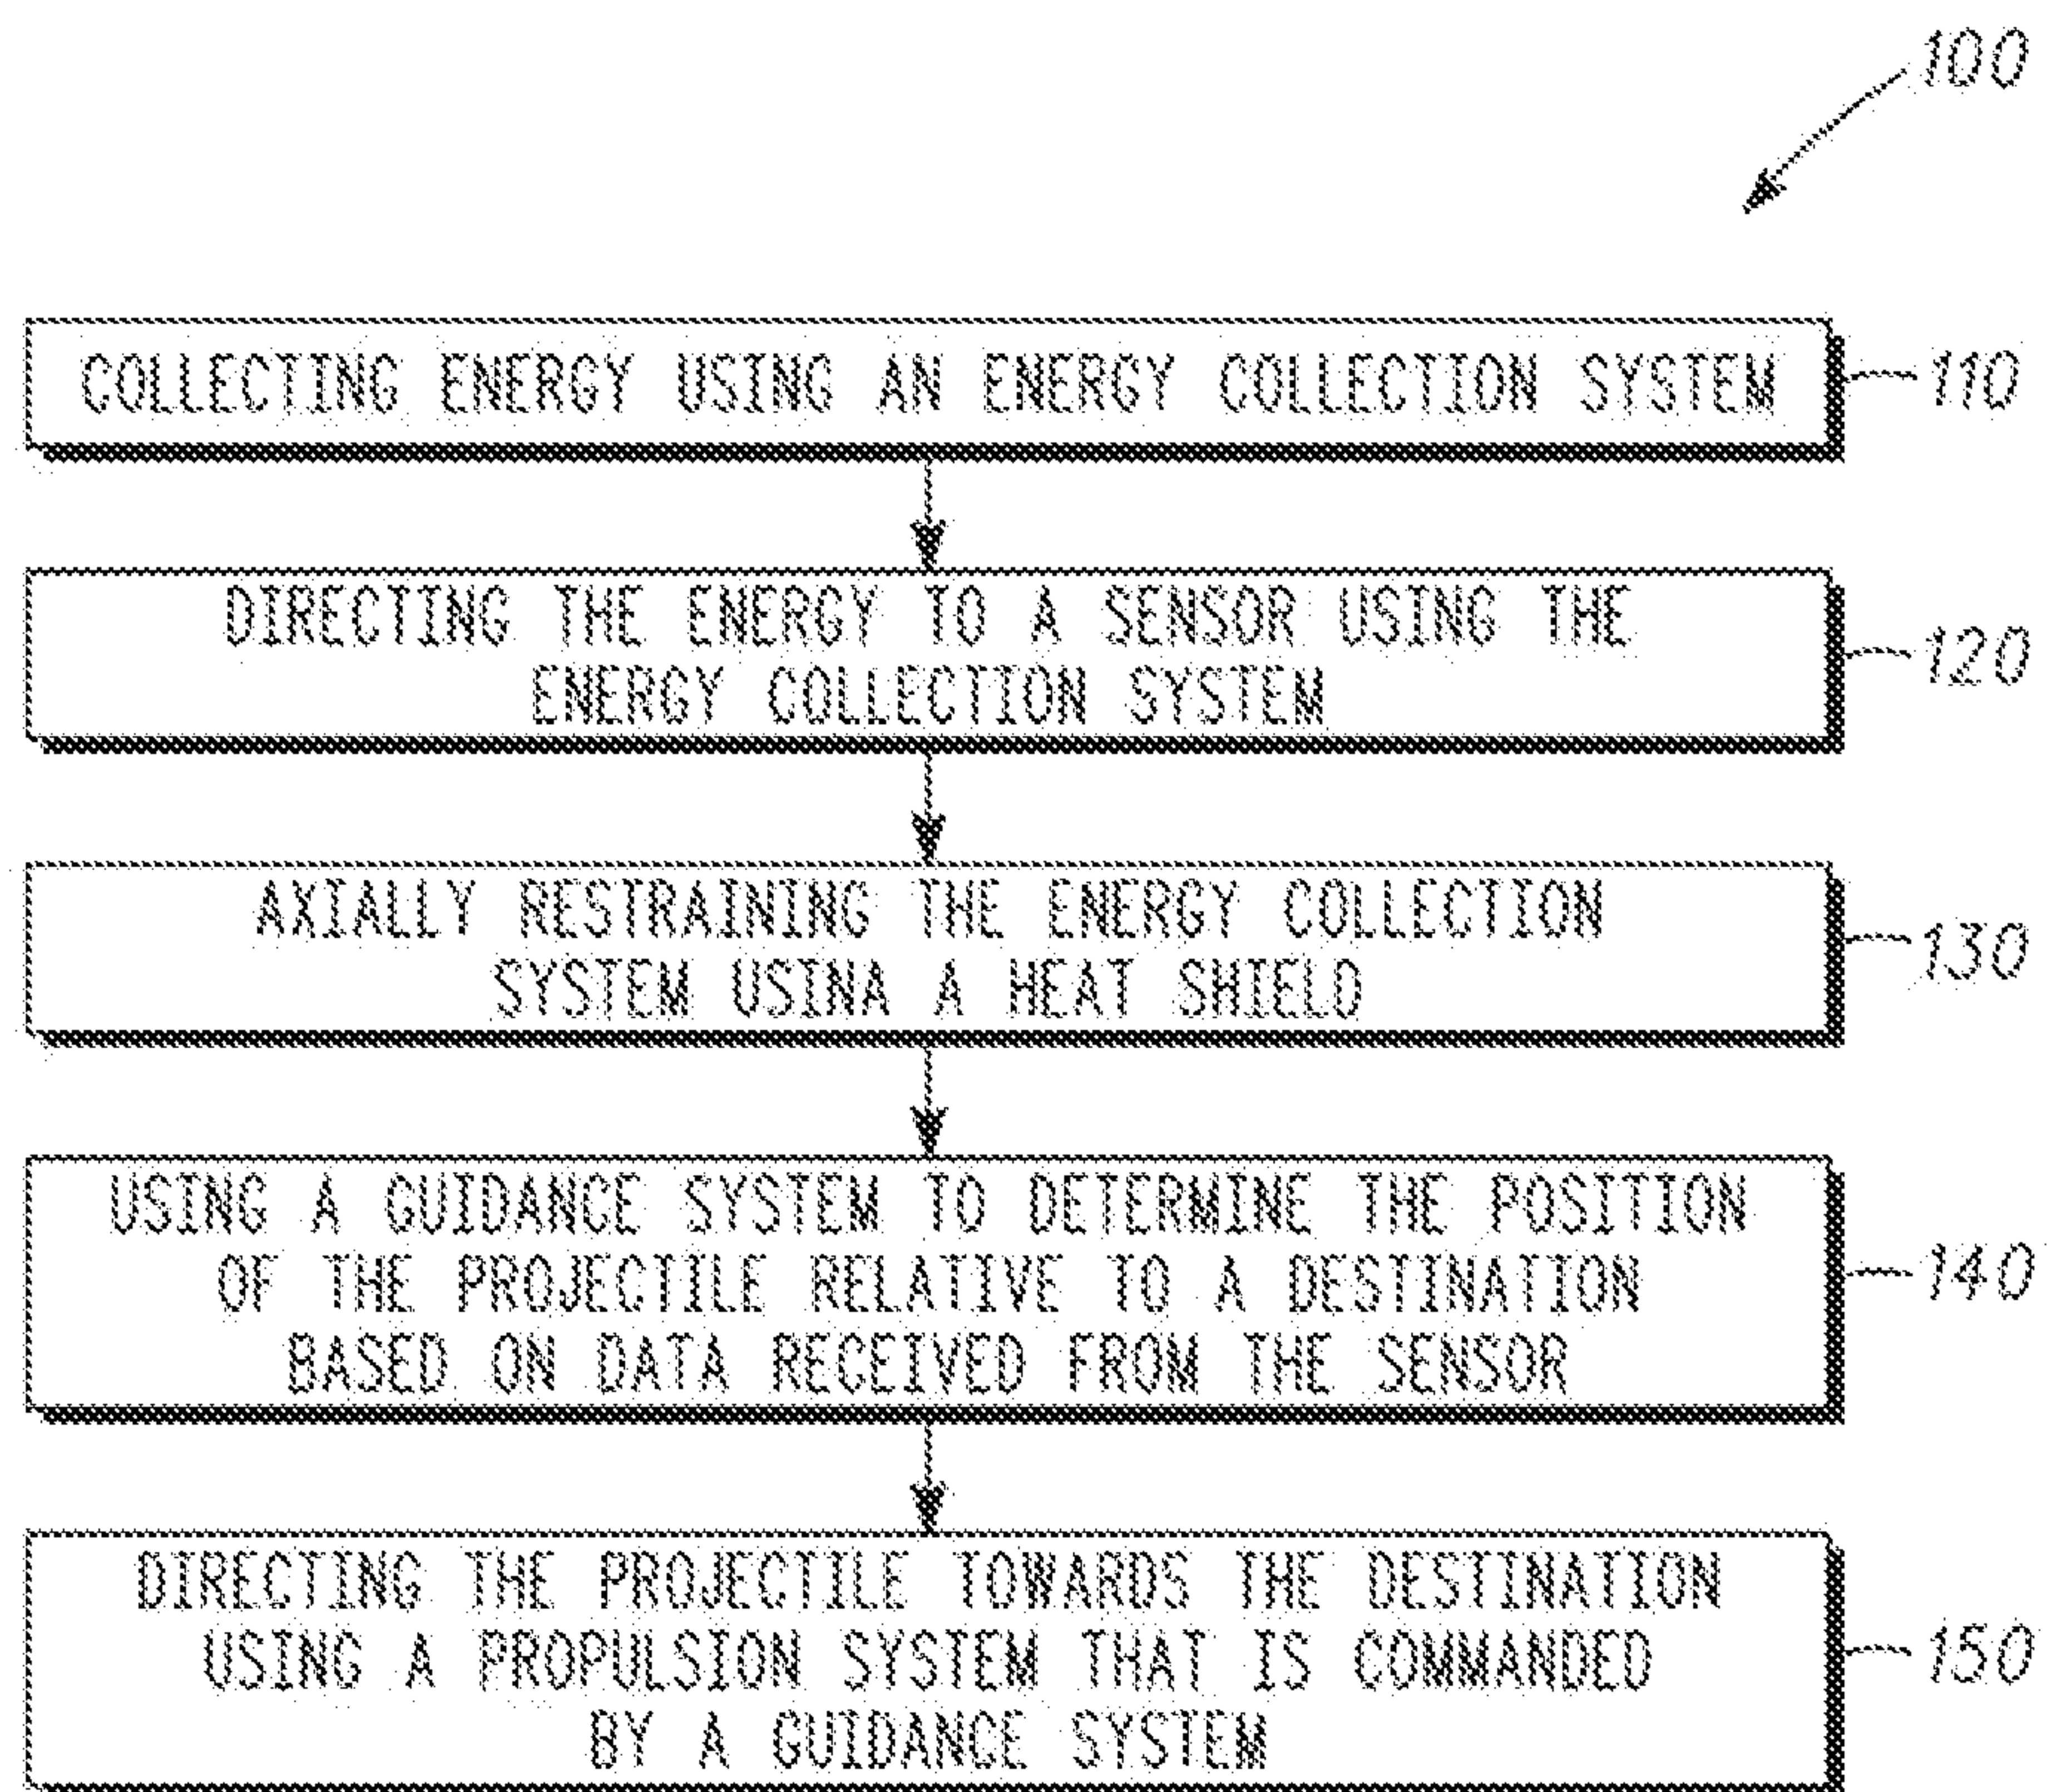 100
COLLECTING ENERGY USING AN ENERGY COLLECTION SYSTEM
110
DIRECTING THE ENERGY TO A SENSOR USING THE
ENERGY COLLECTION SYSTEM
120
AXIALLY RESTRAINING THE ENERGY COLLECTION
SYSTEM USINA A HEAT SHIELD
130
USING A GUIDANCE SYSTEM TO DETERMINE THE POSITION
OF THE PROJECTILE RELATIVE TO A DESTINATION
BASED ON DATA RECEIVED FROM THE SENSOR
140
DIRECTING THE PROJECTILE TOWARDS THE DESTINATION
USING A PROPULSION SYSTEM THAT IS COMMANDED
BY A GUIDANCE SYSTEM
150